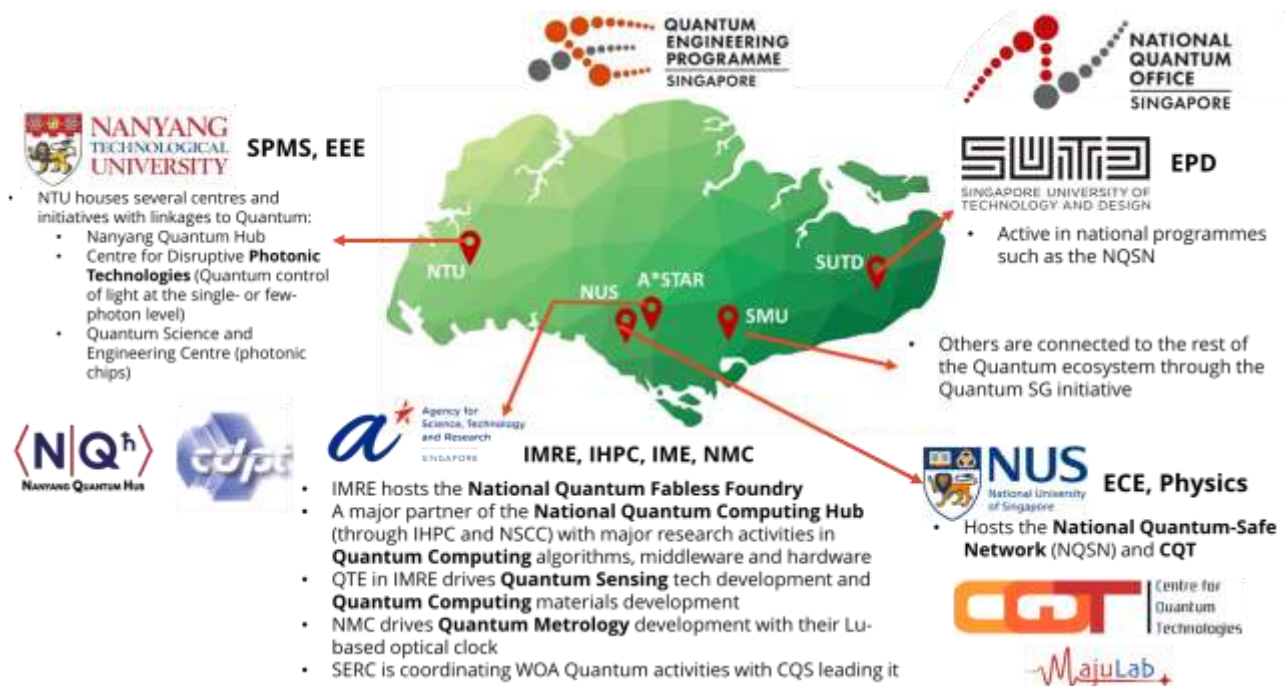 QUANTUM
ENGINEERING
PROGRAMME
SINGAPORE
NATIONAL
QUANTUM
OFFICE
SINGAPORE
NANYANG
TECHNOLOGICAL
UNIVERSITY
SPMS, EEE
• NTU houses several centres and
initiatives with linkages to Quantum:
• Nanyang Quantum Hub
• Centre for Disruptive Photonic
Technologies (Quantum control
of light at the single- or few-
photon level)
• Quantum Science and
Engineering Centre (photonic
chips)
⟨N|Qħ⟩
NANYANG QUANTUM HUB
cdpt
NTU
NUS
A*STAR
SMU
SUTD
SUTD
SINGAPORE UNIVERSITY OF
TECHNOLOGY AND DESIGN
EPD
• Active in national programmes
such as the NQSN
• Others are connected to the rest of
the Quantum ecosystem through the
Quantum SG initiative
a*
Agency for
Science, Technology
and Research
SINGAPORE
IMRE, IHPC, IME, NMC
• IMRE hosts the National Quantum Fabless Foundry
• A major partner of the National Quantum Computing Hub
(through IHPC and NSCC) with major research activities in
Quantum Computing algorithms, middleware and hardware
• QTE in IMRE drives Quantum Sensing tech development and
Quantum Computing materials development
• NMC drives Quantum Metrology development with their Lu-
based optical clock
• SERC is coordinating WOA Quantum activities with CQS leading it
NUS
National University
of Singapore
ECE, Physics
• Hosts the National Quantum-Safe
Network (NQSN) and CQT
CQT
Centre for
Quantum
Technologies
MajuLab